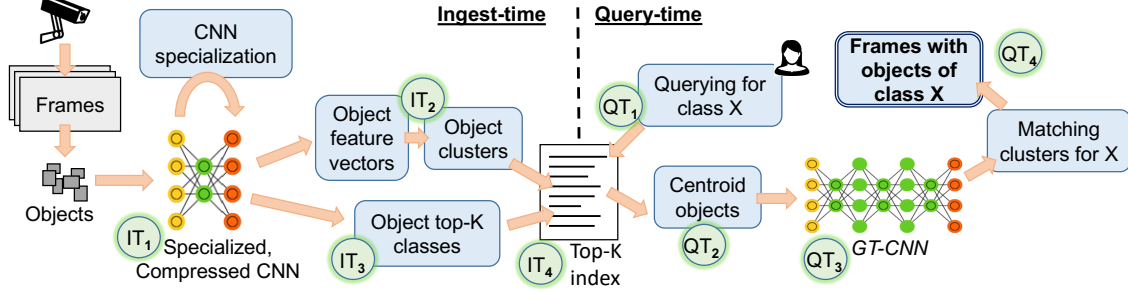 Ingest-time
Query-time
CNN
specialization
Frames
Objects
IT1
Specialized,
Compressed CNN
Object
feature
vectors
IT2
Object
clusters
Object top-K
classes
IT3
IT4
Top-K
index
QT1
Querying for
class X
Centroid
objects
QT2
QT3
GT-CNN
Matching
clusters for X
Frames with
objects of
class X
QT4